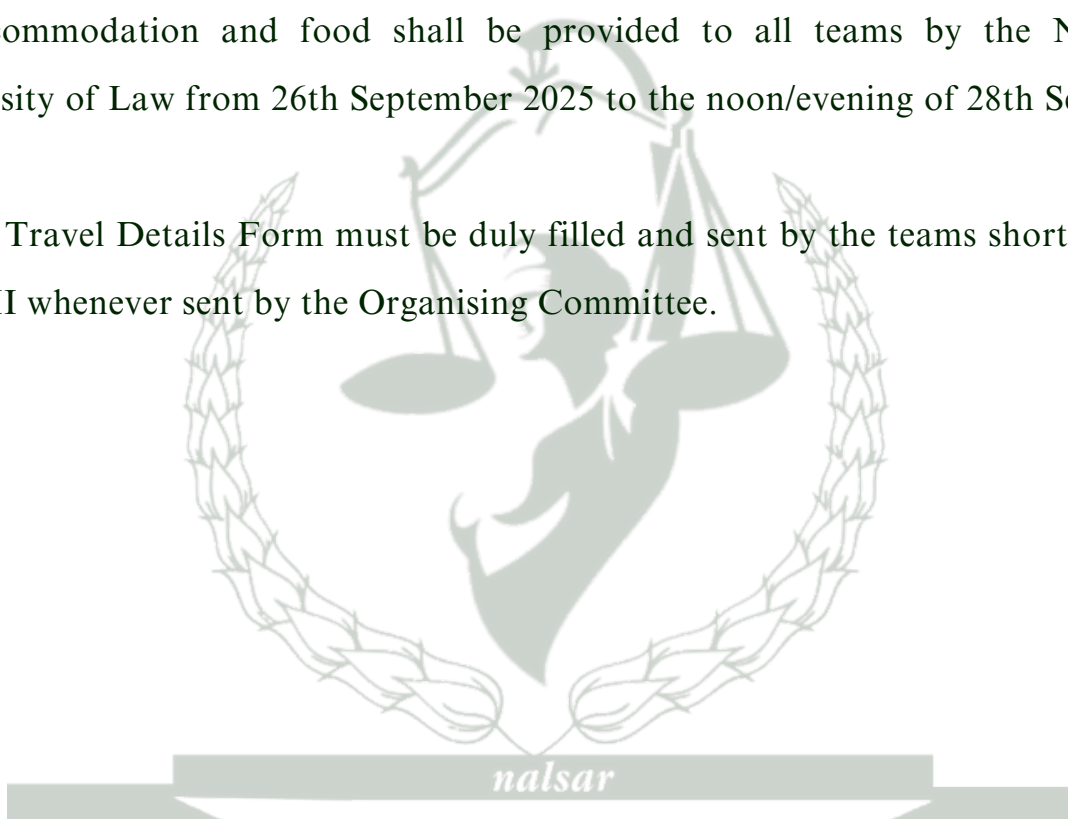 commodation and food shall be provided to all teams by the N
sity of Law from 26th September 2025 to the noon/evening of 28th Se
Travel Details Form must be duly filled and sent by the teams short
II whenever sent by the Organising Committee.
nalsar